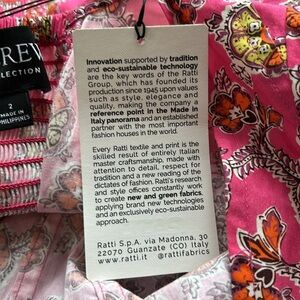 REW
LLECTION
2
MADE IN
PHILIPPINES
Innovation supported by tradition
and eco-sustainable technology
are the key words of the Ratti
Group, which has founded its
production since 1945 upon values
such as style, elegance and
quality, making the company a
reference point in the Made in
Italy panorama and an established
partner with the most important
fashion houses in the world.
Every Ratti textile and print is the
skilled result of entirely Italian
master craftsmanship, made with
attention to detail, respect for
tradition and a new reading of the
dictates of fashion. Ratti's research
and style offices constantly work
to create new and green fabrics,
applying new technologies
and an exclusively eco-sustainable
approach.
Ratti S.p.A. via Madonna, 30
22070 Guanzate (CO) Italy
www.ratti.it @rattifabrics